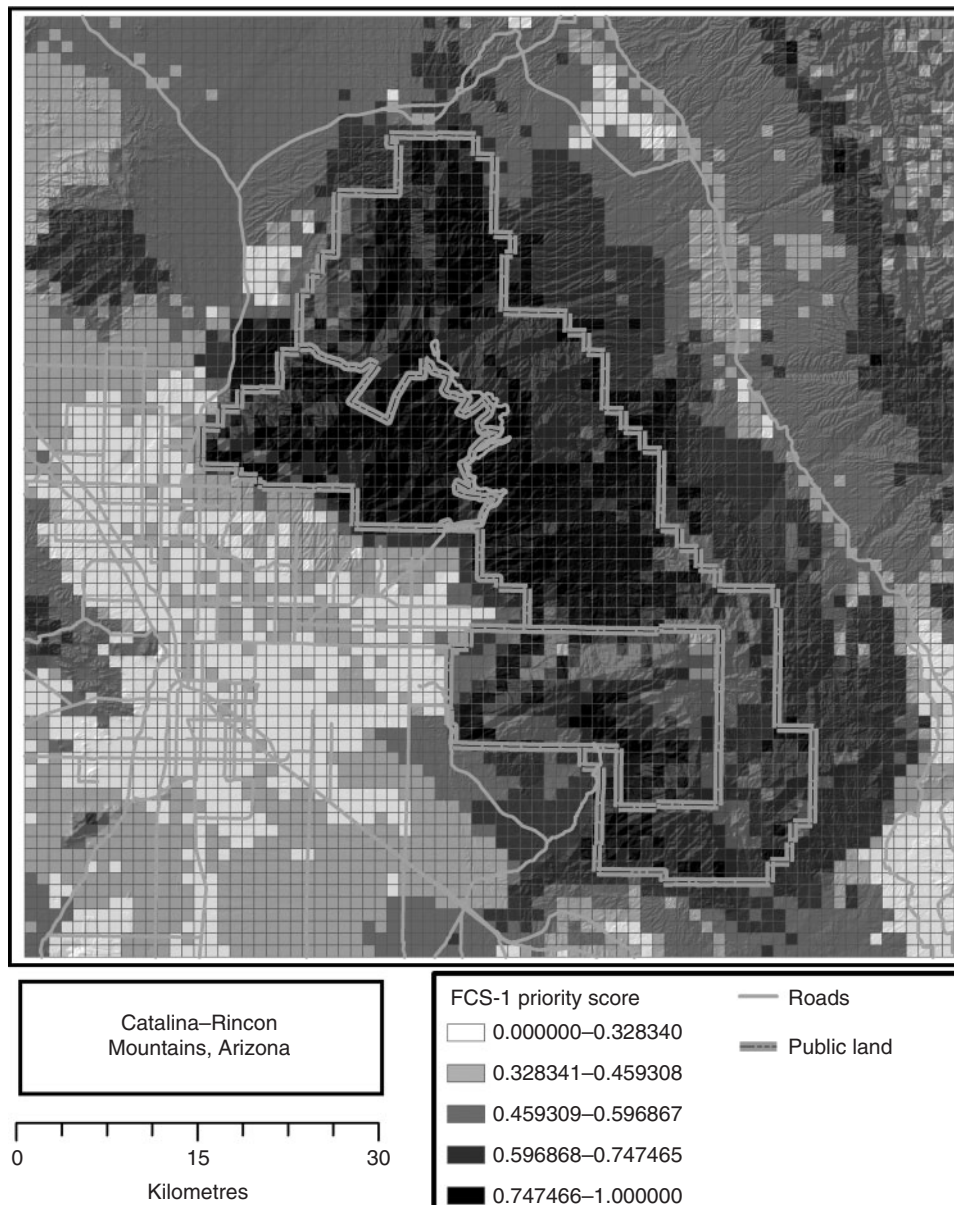 Catalina–Rincon
Mountains, Arizona
0 15 30
Kilometres
FCS-1 priority score
0.000000–0.328340
0.328341–0.459308
0.459309–0.596867
0.596868–0.747465
0.747466–1.000000
Roads
Public land